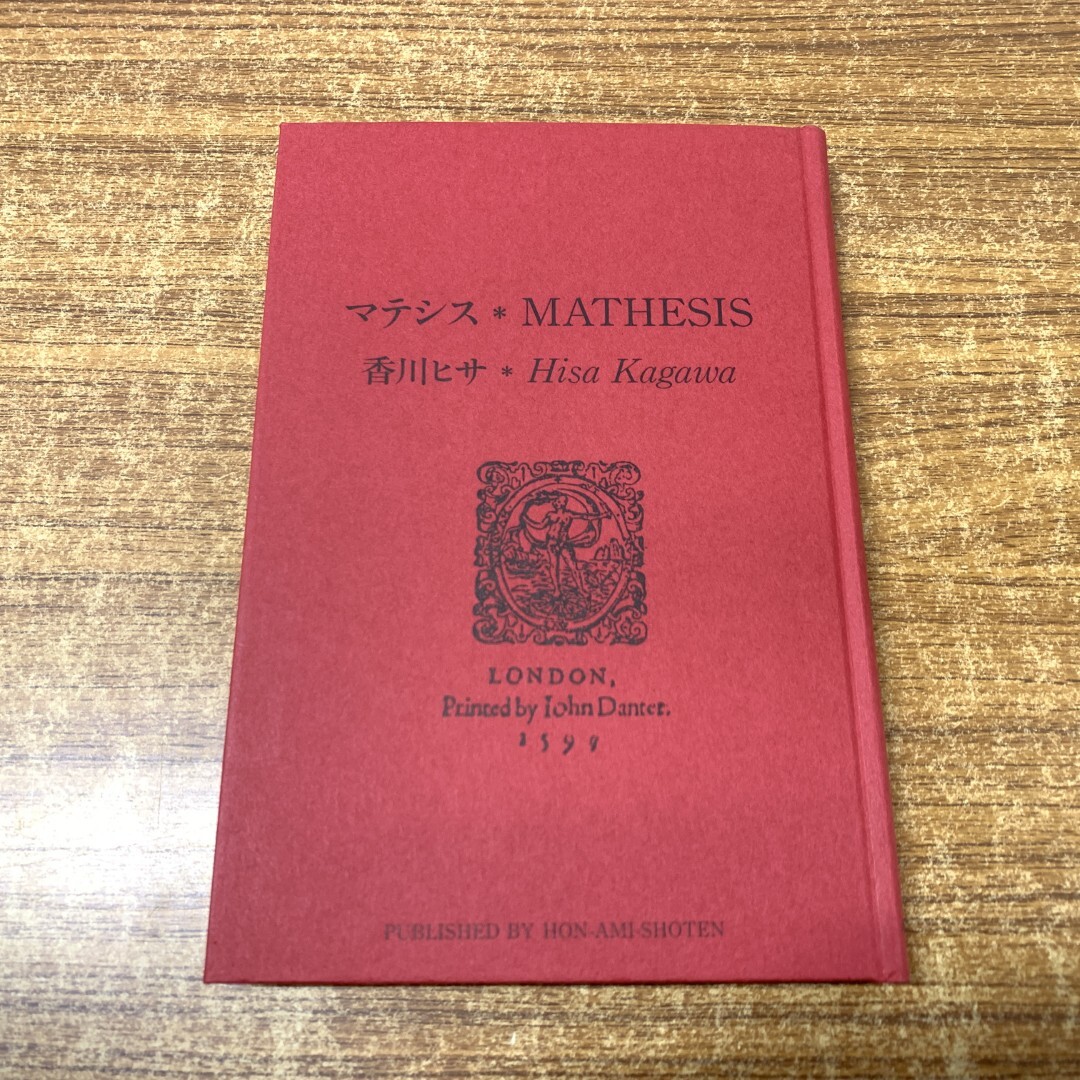 マテシス * MATHESIS
香川ヒサ * Hisa Kagawa
LONDON,
Printed by Iohn Danter.
1597
PUBLISHED BY HON-AMI-SHOTEN